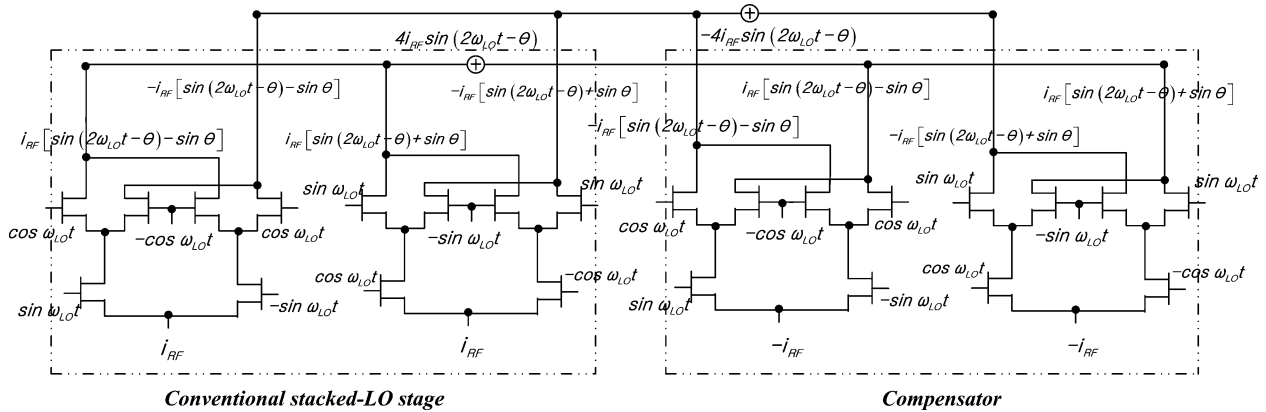 4i_RF sin (2ω_LO t−θ)
−4i_RF sin (2ω_LO t−θ)
−i_RF [sin (2ω_LO t−θ)−sin θ]
−i_RF [sin (2ω_LO t−θ)+sin θ]
i_RF [sin (2ω_LO t−θ)−sin θ]
i_RF [sin (2ω_LO t−θ)+sin θ]
i_RF [sin (2ω_LO t−θ)−sin θ]
i_RF [sin (2ω_LO t−θ)+sin θ]
−i_RF [sin (2ω_LO t−θ)−sin θ]
−i_RF [sin (2ω_LO t−θ)+sin θ]
sin ω_LO t
sin ω_LO t
sin ω_LO t
sin ω_LO t
cos ω_LO t
−cos ω_LO t
cos ω_LO t
−sin ω_LO t
cos ω_LO t
−cos ω_LO t
cos ω_LO t
−sin ω_LO t
cos ω_LO t
−cos ω_LO t
cos ω_LO t
−cos ω_LO t
sin ω_LO t
−sin ω_LO t
sin ω_LO t
−sin ω_LO t
i_RF
i_RF
−i_RF
−i_RF
Conventional stacked-LO stage
Compensator